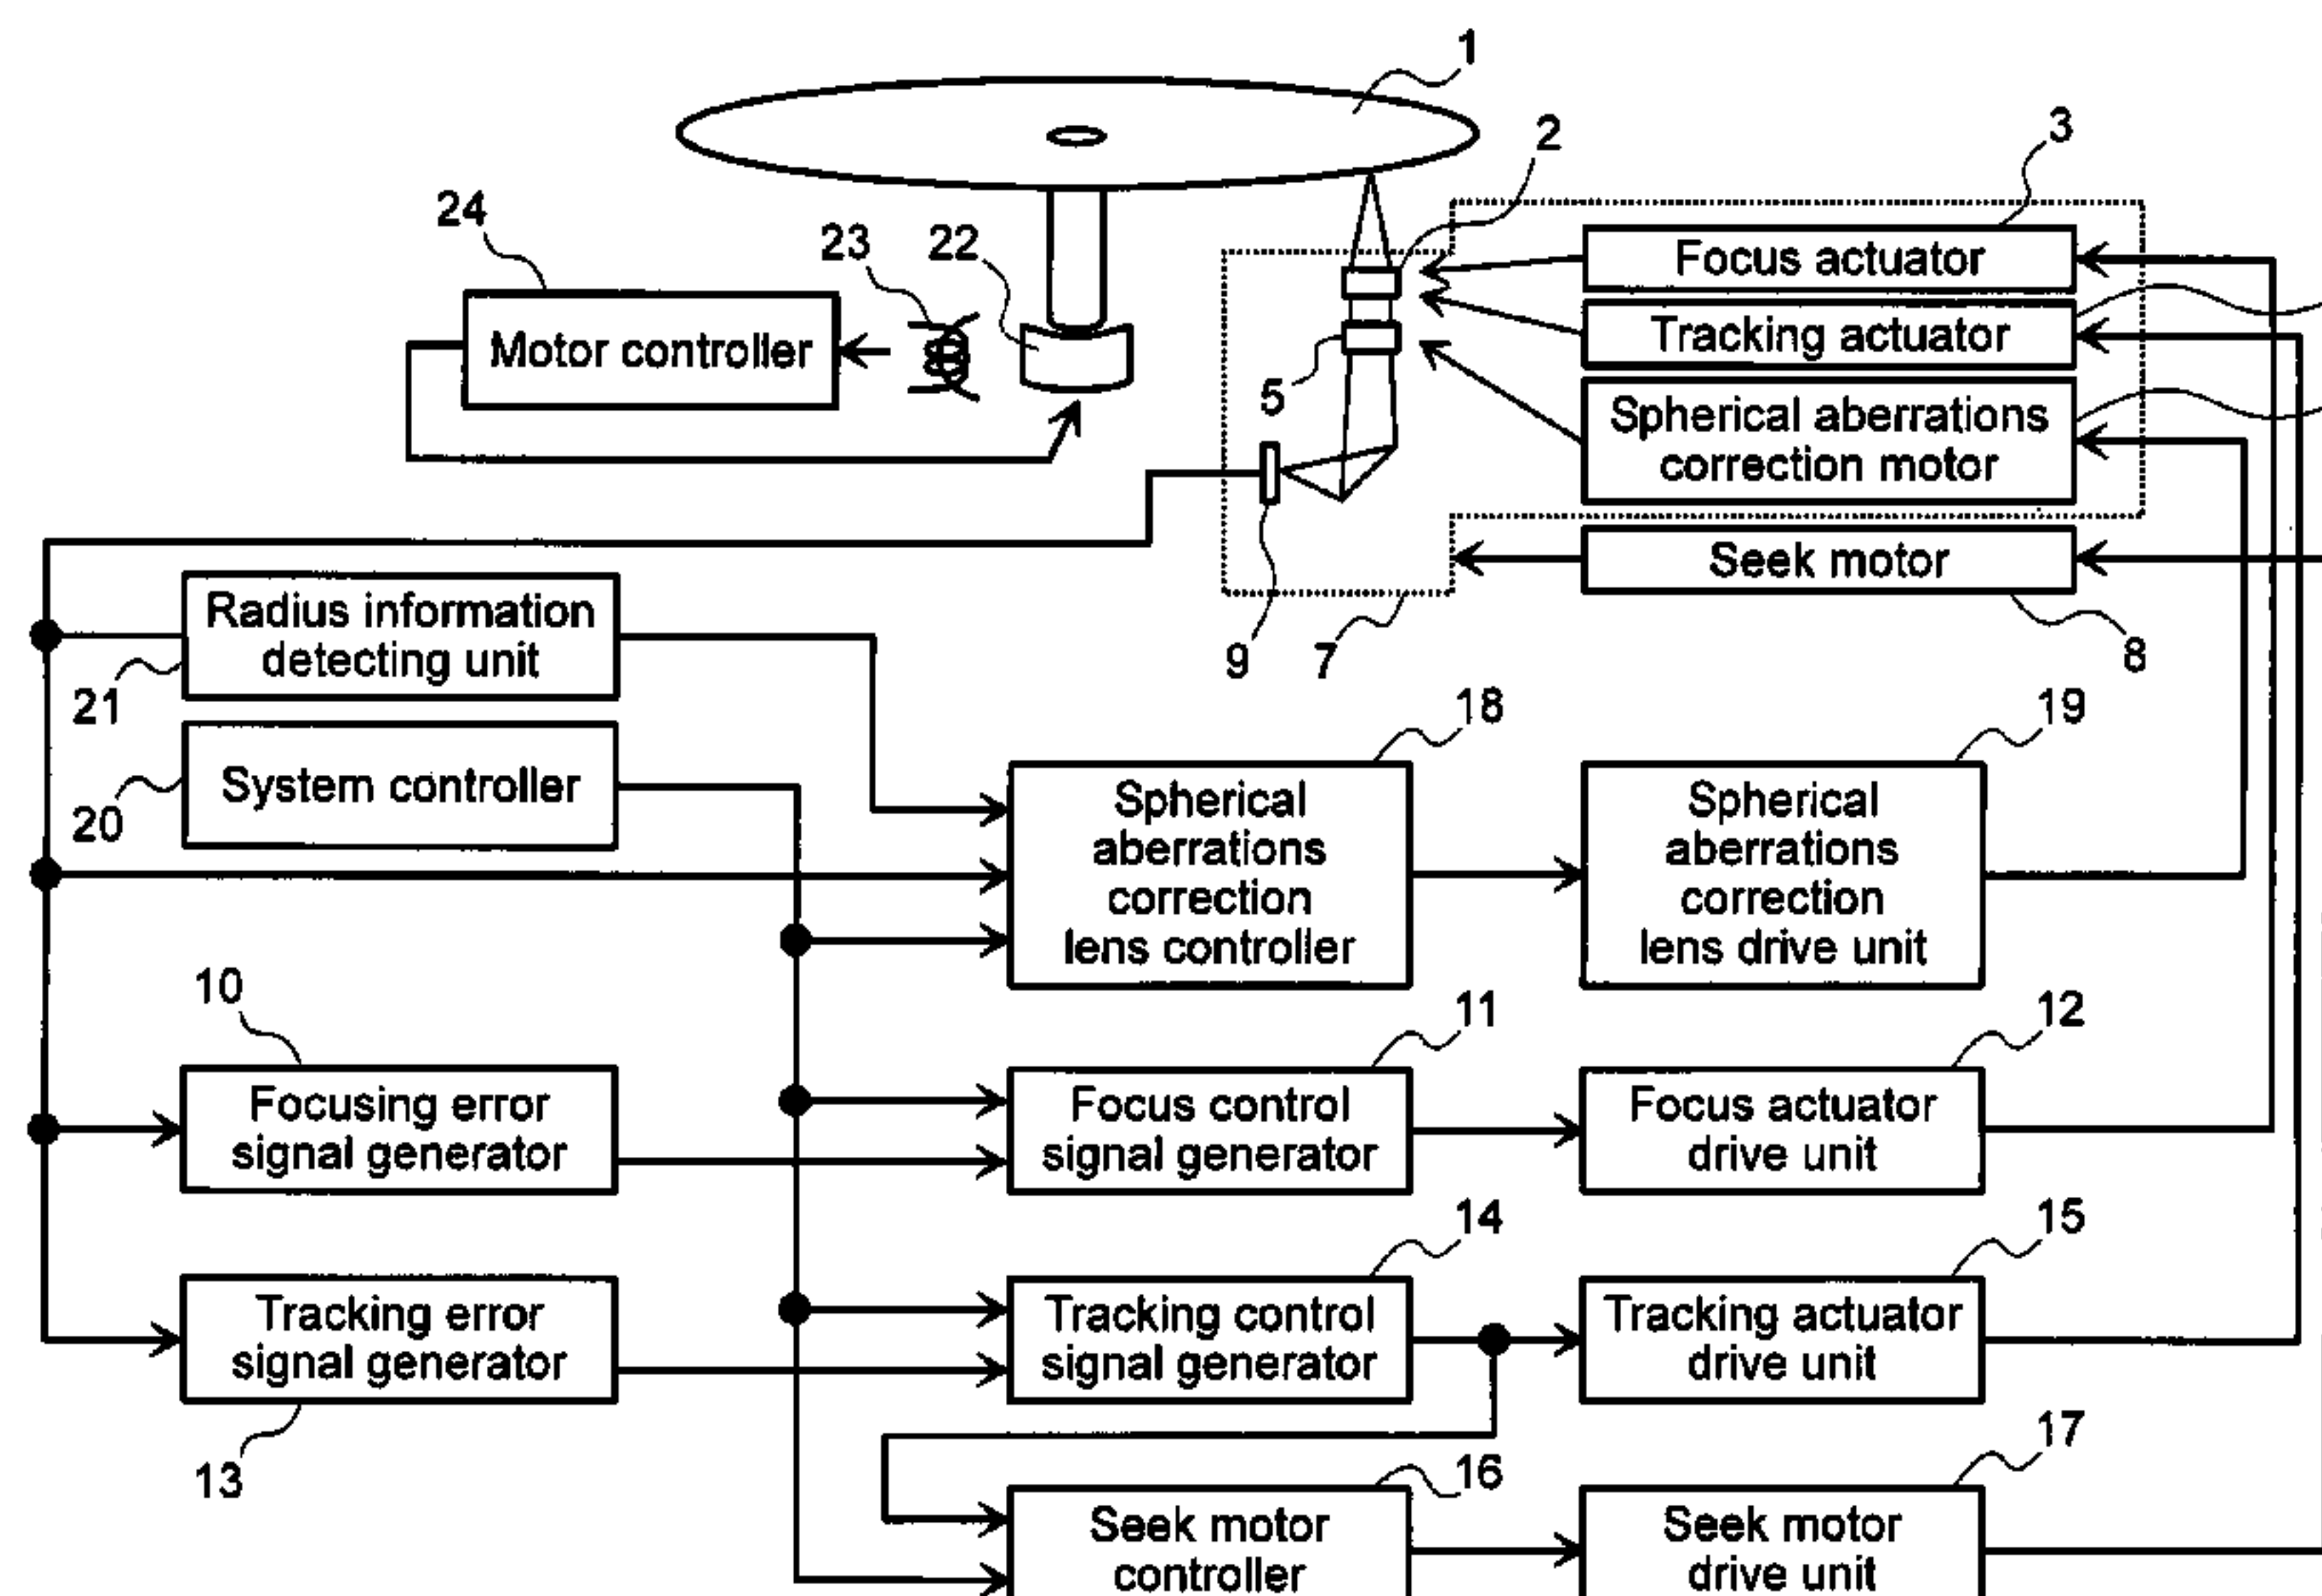 1
2
3
24
23
22
Focus actuator
Motor controller
Tracking actuator
5
Spherical aberrations
correction motor
Seek motor
Radius information
detecting unit
9
7
8
21
18
19
System controller
20
Spherical
aberrations
correction
lens controller
Spherical
aberrations
correction
lens drive unit
10
11
12
Focusing error
signal generator
Focus control
signal generator
Focus actuator
drive unit
14
15
Tracking error
signal generator
Tracking control
signal generator
Tracking actuator
drive unit
13
16
17
Seek motor
controller
Seek motor
drive unit